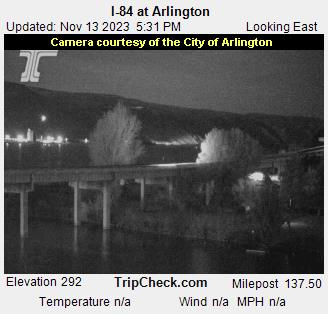 I-84 at Arlington
Updated: Nov 13 2023 5:31 PM Looking East
Camera courtesy of the City of Arlington
Elevation 292 TripCheck.com Milepost 137.50
Temperature n/a Wind n/a MPH n/a